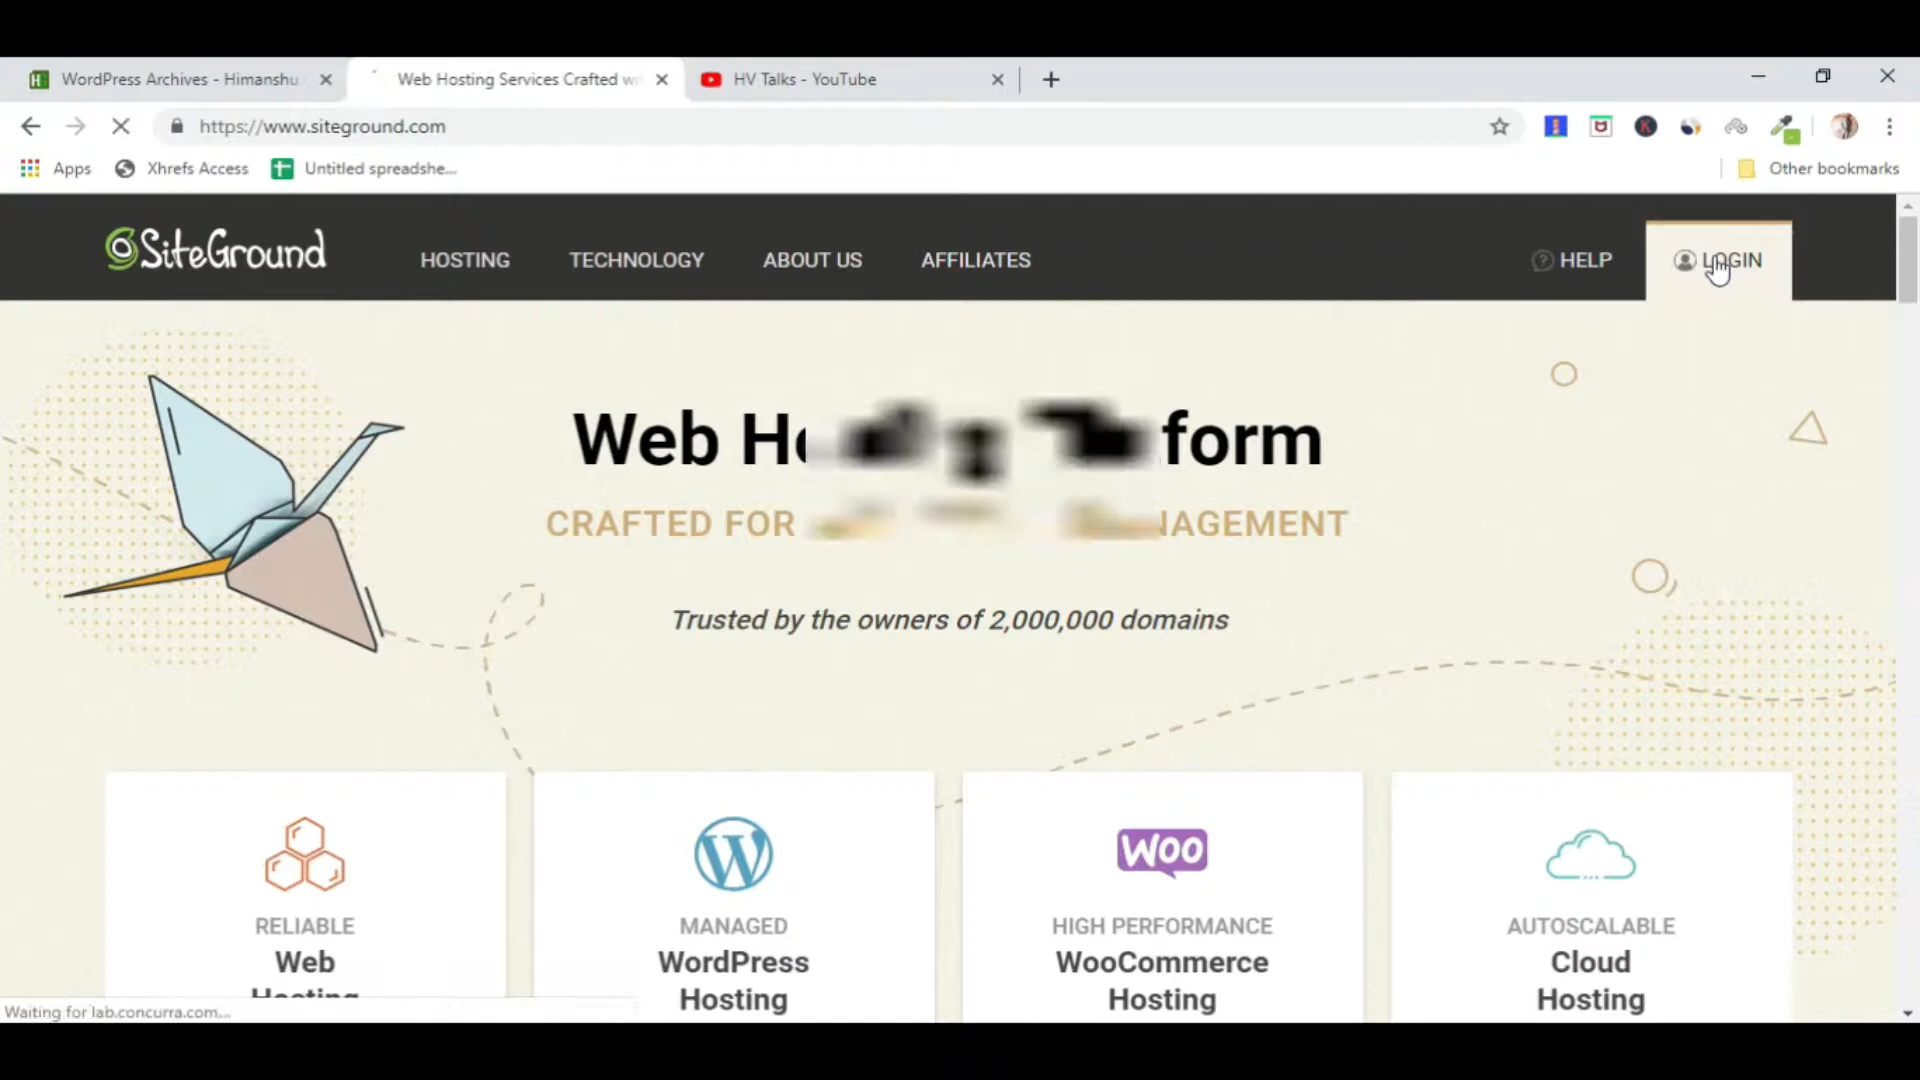 WordPress Archives - Himanshu
Web Hosting Services Crafted
HV Talks - YouTube
https://www.siteground.com
Apps
Xhrefs Access
Untitled spreadshe...
Other bookmarks
SiteGround
HOSTING
TECHNOLOGY
ABOUT US
AFFILIATES
HELP
LOGIN
Web form
CRAFTED FOR
Trusted by the owners of 2,000,000 domains
WOO
RELIABLE
Web
Hosting
MANAGED
WordPress
Hosting
HIGH PERFORMANCE
WooCommerce
Hosting
AUTOSCALABLE
Cloud
Hosting
Waiting for lab.concurra.com...